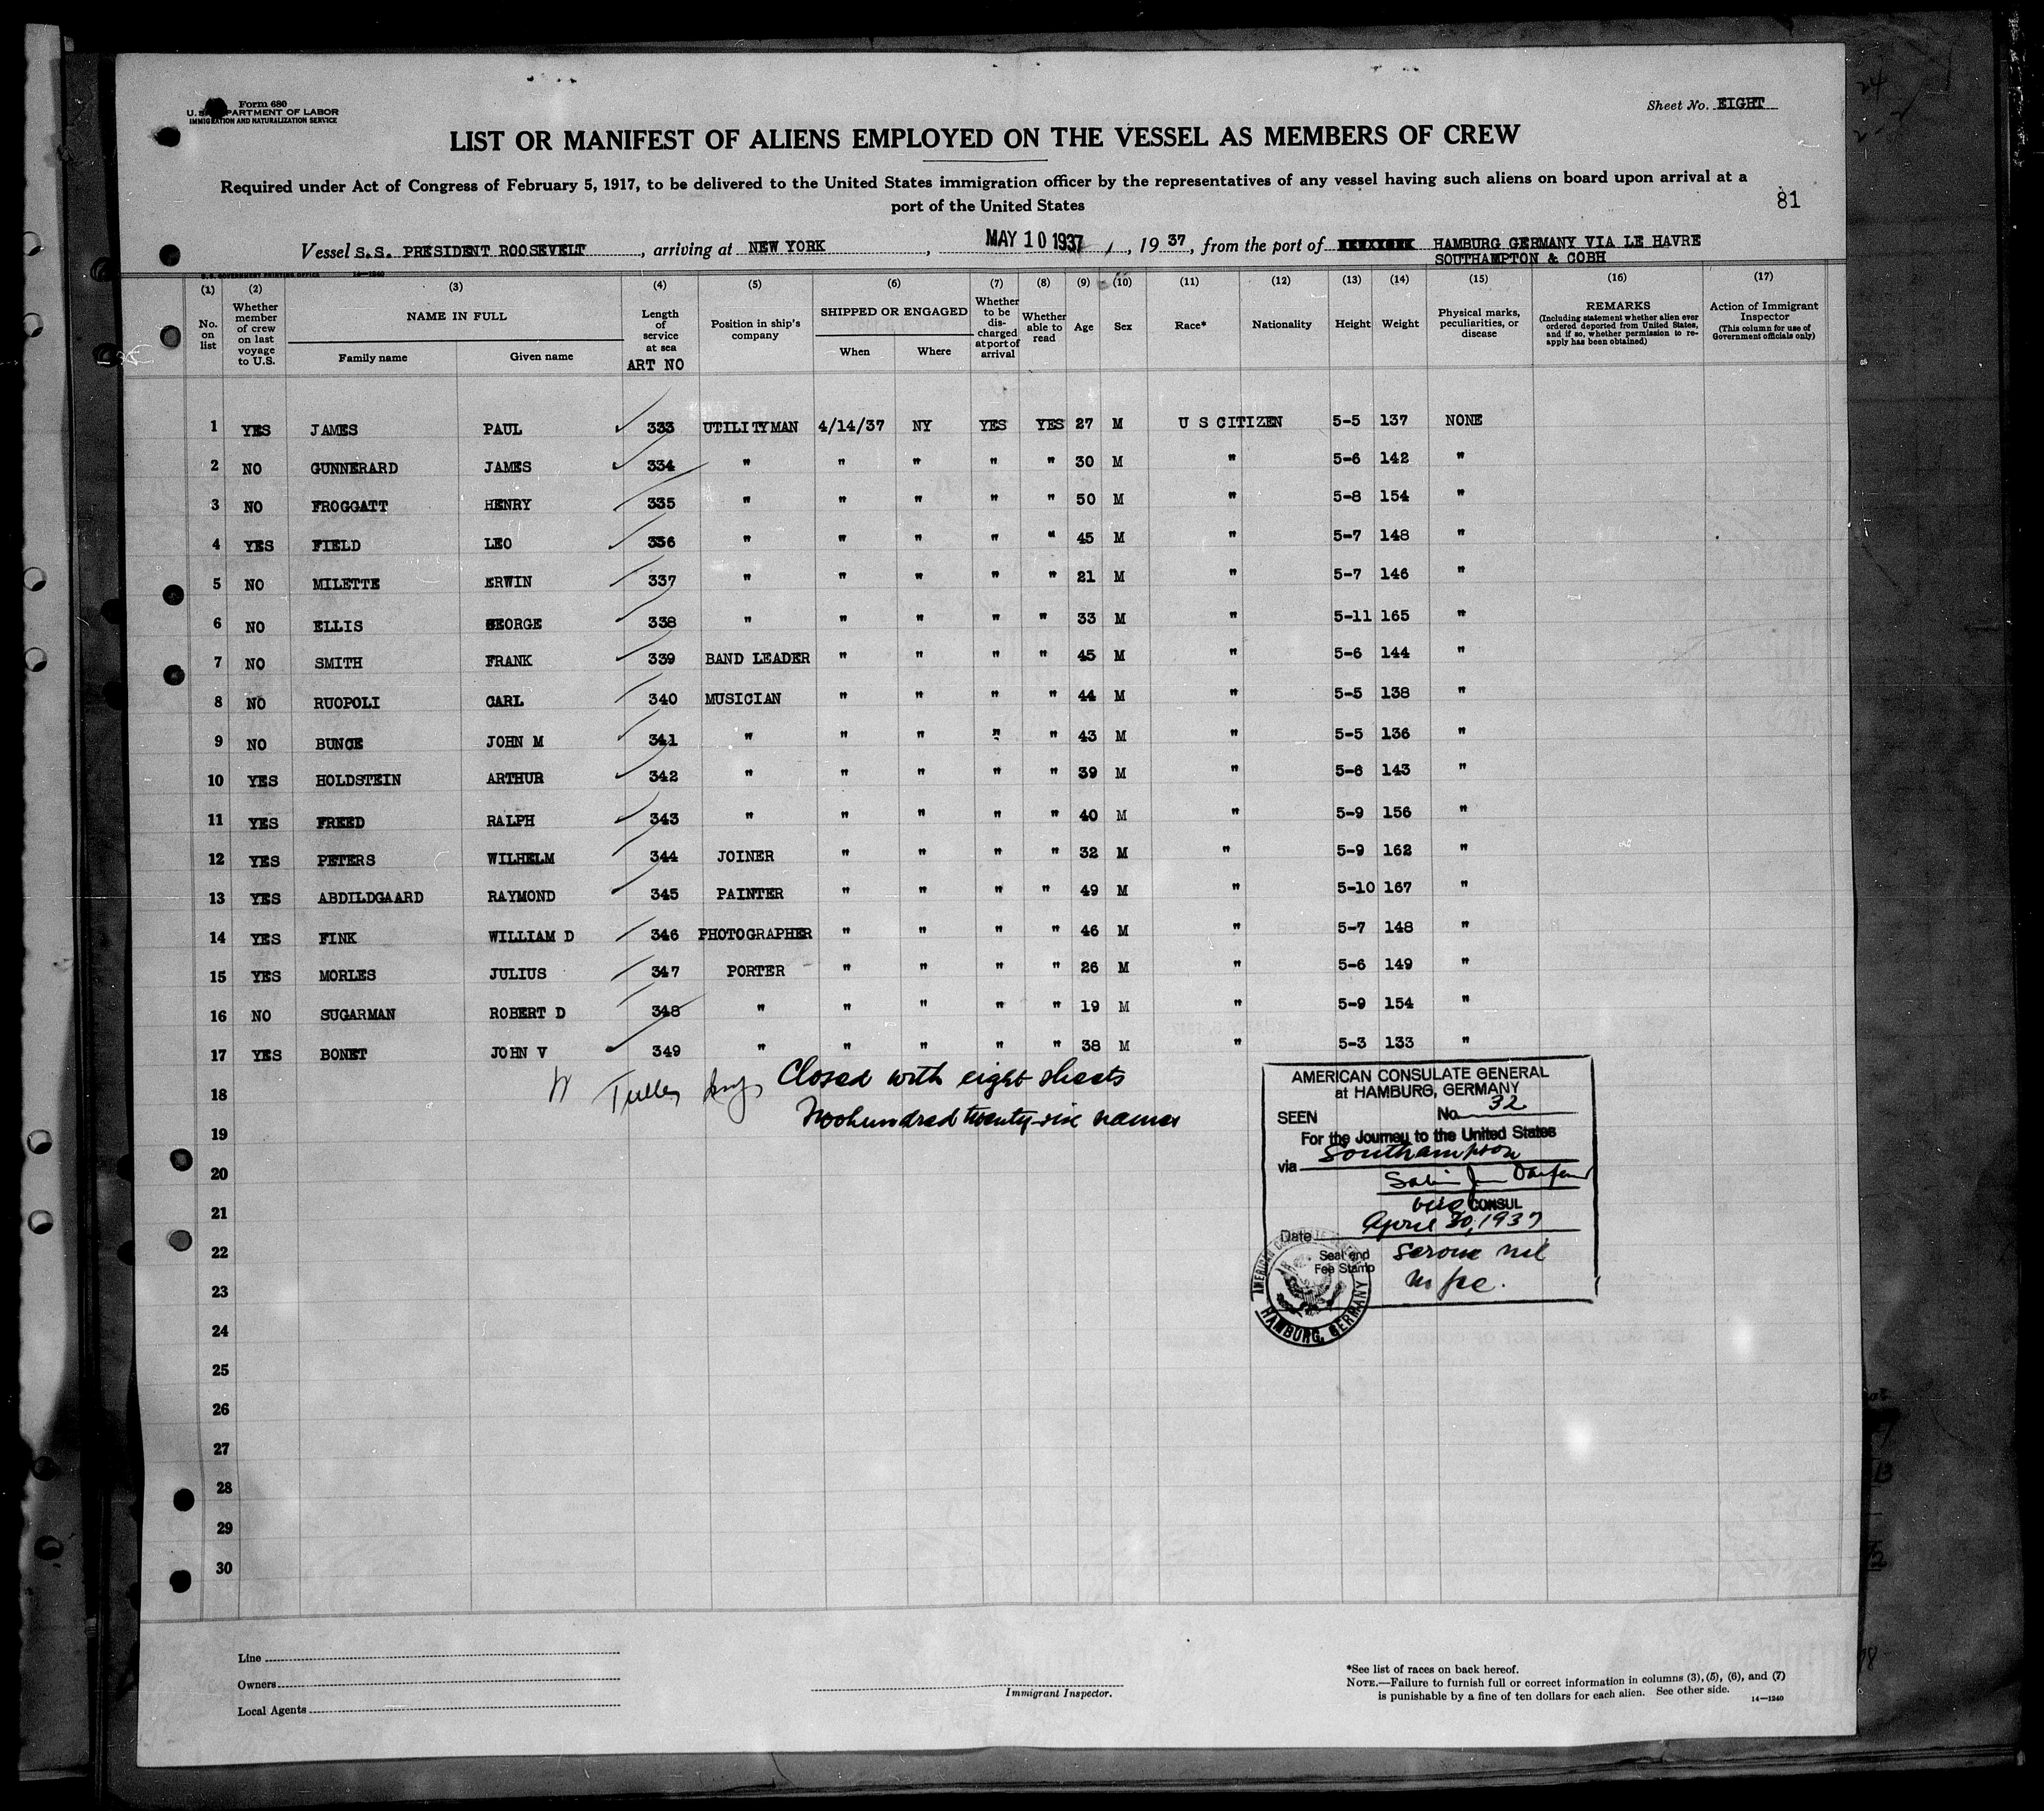 Form 680
U.S. DEPARTMENT OF LABOR
IMMIGRATION AND NATURALIZATION SERVICE
Sheet No. EIGHT
LIST OR MANIFEST OF ALIENS EMPLOYED ON THE VESSEL AS MEMBERS OF CREW
Required under Act of Congress of February 5, 1917, to be delivered to the United States immigration officer by the representatives of any vessel having such aliens on board upon arrival at a
port of the United States
81
Vessel S.S. PRESIDENT ROOSEVELT, arriving at NEW YORK, MAY 10 1937, 1937, from the port of HAMBURG GERMANY VIA LE HAVRE
SOUTHAMPTON & COBH
U.S. GOVERNMENT PRINTING OFFICE 14—1240
(1) (2) (3) (4) (5) (6) (7) (8) (9) (10) (11) (12) (13) (14) (15) (16) (17)
No. on list
Whether member of crew on last voyage to U.S.
NAME IN FULL
Family name
Given name
Length of service at sea
ART NO
Position in ship's company
SHIPPED OR ENGAGED
When
Where
Whether to be discharged at port of arrival
Whether able to read
Age
Sex
Race*
Nationality
Height
Weight
Physical marks, peculiarities, or disease
REMARKS
(Including statement whether alien ever ordered deported from United States, and if so, whether permission to reapply has been obtained)
Action of Immigrant Inspector
(This column for use of Government officials only)
1 YES JAMES PAUL 333 UTILITYMAN 4/14/37 NY YES YES 27 M U S CITIZEN 5-5 137 NONE
2 NO GUNNERARD JAMES 334 " " " " " 30 M " 5-6 142 "
3 NO FROGGATT HENRY 335 " " " " " 50 M " 5-8 154 "
4 YES FIELD LEO 336 " " " " " 45 M " 5-7 148 "
5 NO MILETTE ERWIN 337 " " " " " 21 M " 5-7 146 "
6 NO ELLIS GEORGE 338 " " " " " 33 M " 5-11 165 "
7 NO SMITH FRANK 339 BAND LEADER " " " " 45 M " 5-6 144 "
8 NO RUOPOLI CARL 340 MUSICIAN " " " " 44 M " 5-5 138 "
9 NO BUNCE JOHN M 341 " " " " " 43 M " 5-5 136 "
10 YES HOLDSTEIN ARTHUR 342 " " " " " 39 M " 5-6 143 "
11 YES FREED RALPH 343 " " " " " 40 M " 5-9 156 "
12 YES PETERS WILHELM 344 JOINER " " " " 32 M " 5-9 162 "
13 YES ABDILDGAARD RAYMOND 345 PAINTER " " " " 49 M " 5-10 167 "
14 YES FINK WILLIAM D 346 PHOTOGRAPHER " " " " 46 M " 5-7 148 "
15 YES MORLES JULIUS 347 PORTER " " " " 26 M " 5-6 149 "
16 NO SUGARMAN ROBERT D 348 " " " " " 19 M " 5-9 154 "
17 YES BONET JOHN V 349 " " " " " 38 M " 5-3 133 "
18
19
20
21
22
23
24
25
26
27
28
29
30
Closed with eight sheets
Twohundred twenty-six names
AMERICAN CONSULATE GENERAL
at HAMBURG, GERMANY
SEEN No. 32
For the Journey to the United States
via Southampton
vice CONSUL
Date April 30, 1937
Seal and
Fee Stamp
no fee.
AMERICAN CONSULATE
HAMBURG, GERMANY
Line
Owners
Local Agents
Immigrant Inspector.
*See list of races on back hereof.
NOTE.—Failure to furnish full or correct information in columns (3), (5), (6), and (7)
is punishable by a fine of ten dollars for each alien. See other side.
14—1240